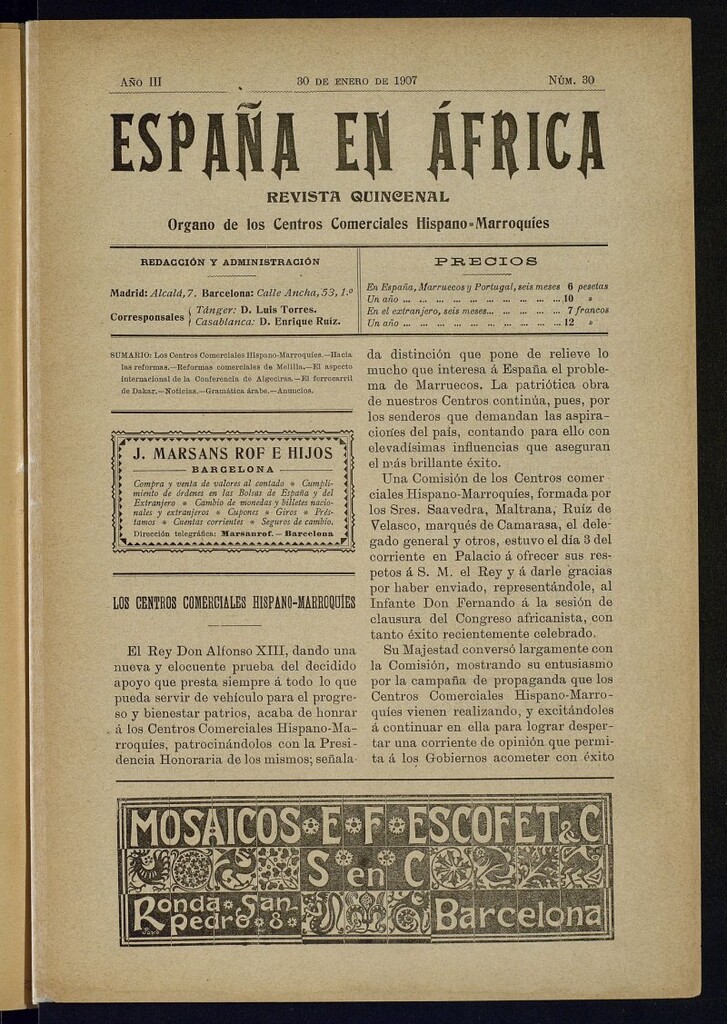 AÑO III 30 DE ENERO DE 1907 NÚM. 30
ESPAÑA EN ÁFRICA
REVISTA QUINCENAL
Organo de los Centros Comerciales Hispano-Marroquíes
REDACCIÓN Y ADMINISTRACIÓN
Madrid: Alcalá, 7. Barcelona: Calle Ancha, 53, 1.º
Corresponsales { Tánger: D. Luis Torres.
Casablanca: D. Enrique Ruíz.
PRECIOS
En España, Marruecos y Portugal, seis meses 6 pesetas
Un año ... ... ... ... ... ... ... ... ... ... ... 10 »
En el extranjero, seis meses... ... ... ... ... ... 7 francos
Un año ... ... ... ... ... ... ... ... ... ... ... 12 »
SUMARIO: Los Centros Comerciales Hispano-Marroquíes.—Hacia
las reformas.—Reformas comerciales de Melilla.—El aspecto
internacional de la Conferencia de Algeciras.—El ferrocarril
de Dakar.—Noticias.—Gramática árabe.—Anuncios.
J. MARSANS ROF E HIJOS
BARCELONA
Compra y venta de valores al contado * Cumpli-
miento de órdenes en las Bolsas de España y del
Extranjero * Cambio de monedas y billetes nacio-
nales y extranjeros * Cupones * Giros * Prés-
tamos * Cuentas corrientes * Seguros de cambio.
Dirección telegráfica: Marsanrof. — Barcelona
LOS CENTROS COMERCIALES HISPANO-MARROQUÍES
El Rey Don Alfonso XIII, dando una
nueva y elocuente prueba del decidido
apoyo que presta siempre á todo lo que
pueda servir de vehículo para el progre-
so y bienestar patrios, acaba de honrar
á los Centros Comerciales Hispano-Ma-
rroquíes, patrocinándolos con la Presi-
dencia Honoraria de los mismos; señala-
da distinción que pone de relieve lo
mucho que interesa á España el proble-
ma de Marruecos. La patriótica obra
de nuestros Centros continúa, pues, por
los senderos que demandan las aspira-
ciones del país, contando para ello con
elevadísimas influencias que aseguran
el más brillante éxito.
Una Comisión de los Centros comer
ciales Hispano-Marroquíes, formada por
los Sres. Saavedra, Maltrana, Ruíz de
Velasco, marqués de Camarasa, el dele-
gado general y otros, estuvo el día 3 del
corriente en Palacio á ofrecer sus res-
petos á S. M. el Rey y á darle gracias
por haber enviado, representándole, al
Infante Don Fernando á la sesión de
clausura del Congreso africanista, con
tanto éxito recientemente celebrado.
Su Majestad conversó largamente con
la Comisión, mostrando su entusiasmo
por la campaña de propaganda que los
Centros Comerciales Hispano-Marro-
quíes vienen realizando, y excitándoles
á continuar en ella para lograr desper-
tar una corriente de opinión que permi-
ta á los Gobiernos acometer con éxito
MOSAICOS E F ESCOFET & C
S en C
Ronda San
Pedro 8
Barcelona